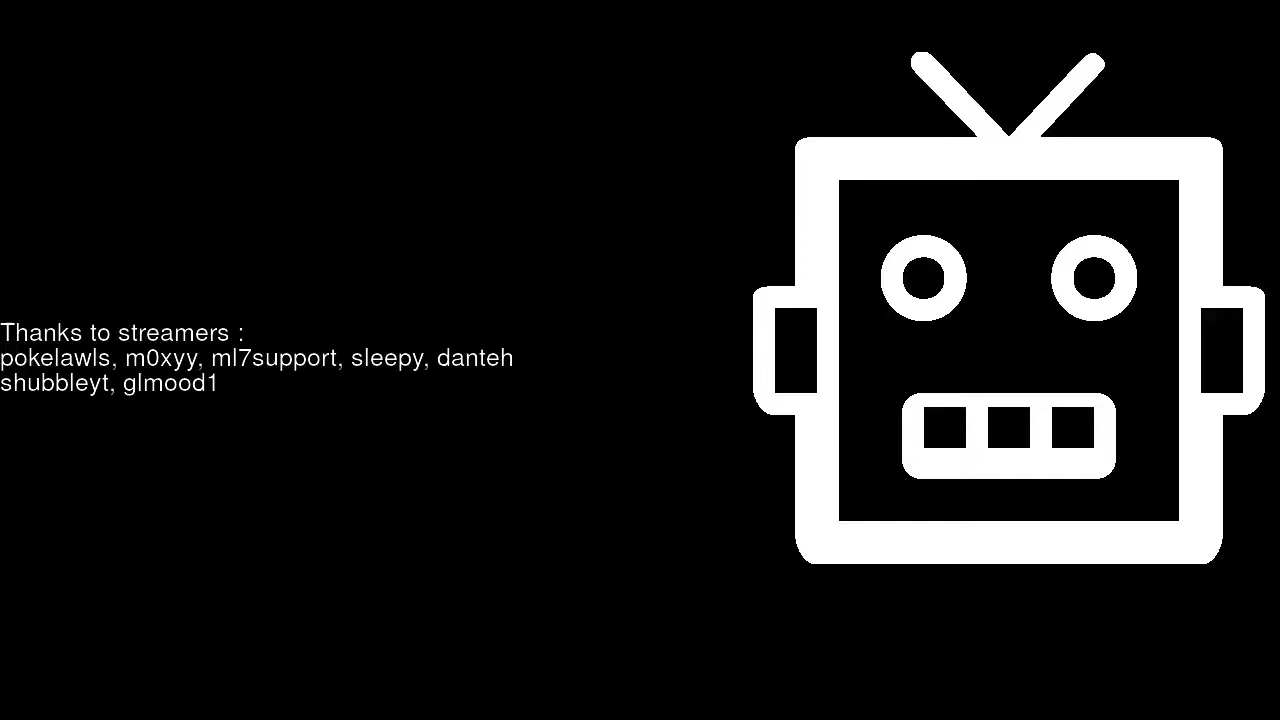 Thanks to streamers :
pokelawls, m0xyy, ml7support, sleepy, danteh
shubbleyt, glmood1